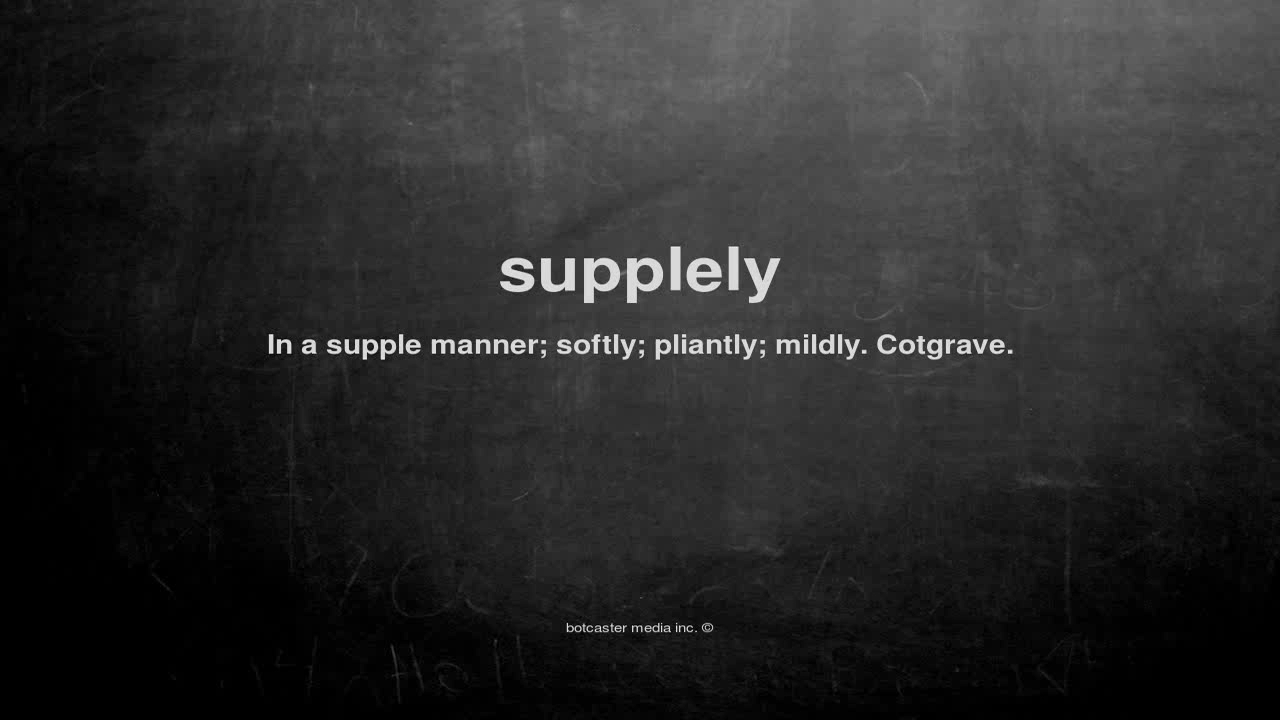 supplely
In a supple manner; softly; pliantly; mildly. Cotgrave.
botcaster media inc. ©